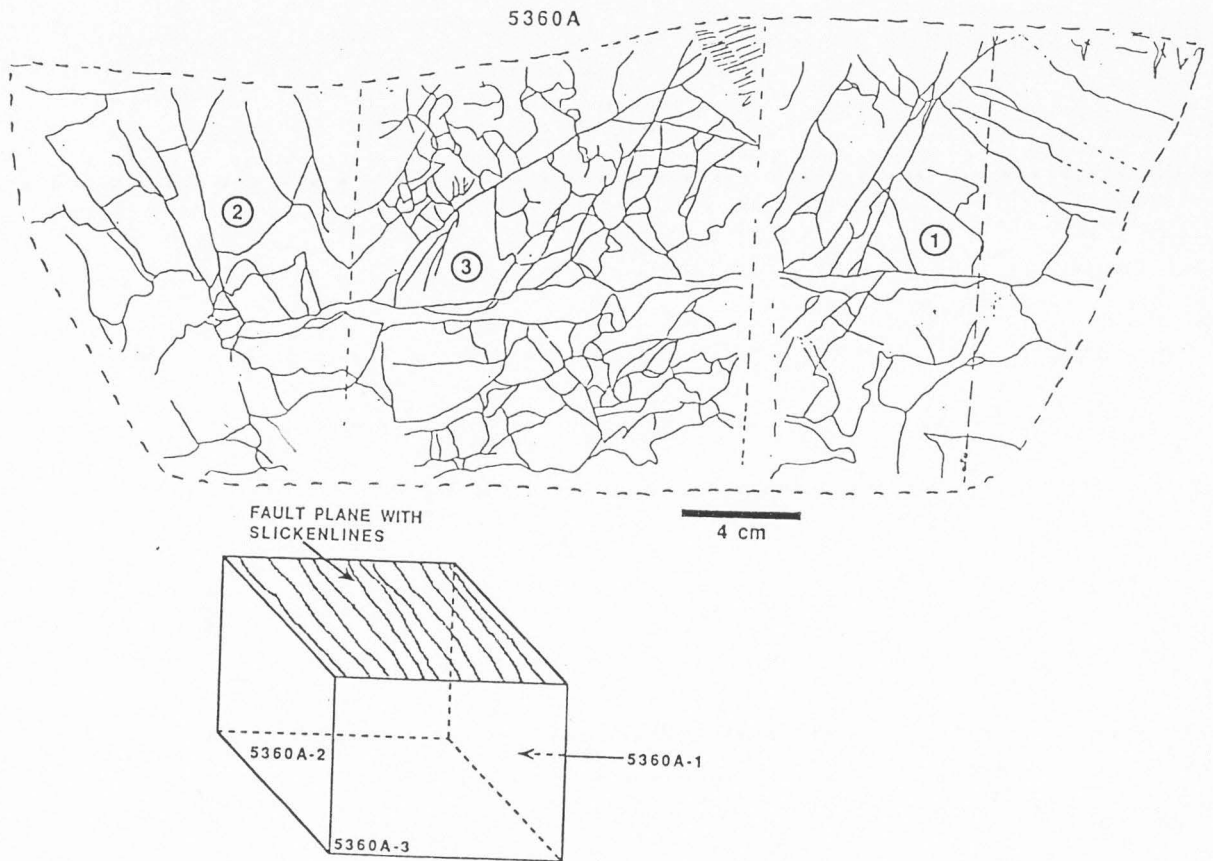 5360A
2
3
1
4 cm
FAULT PLANE WITH
SLICKENLINES
5360A-2
5360A-1
5360A-3